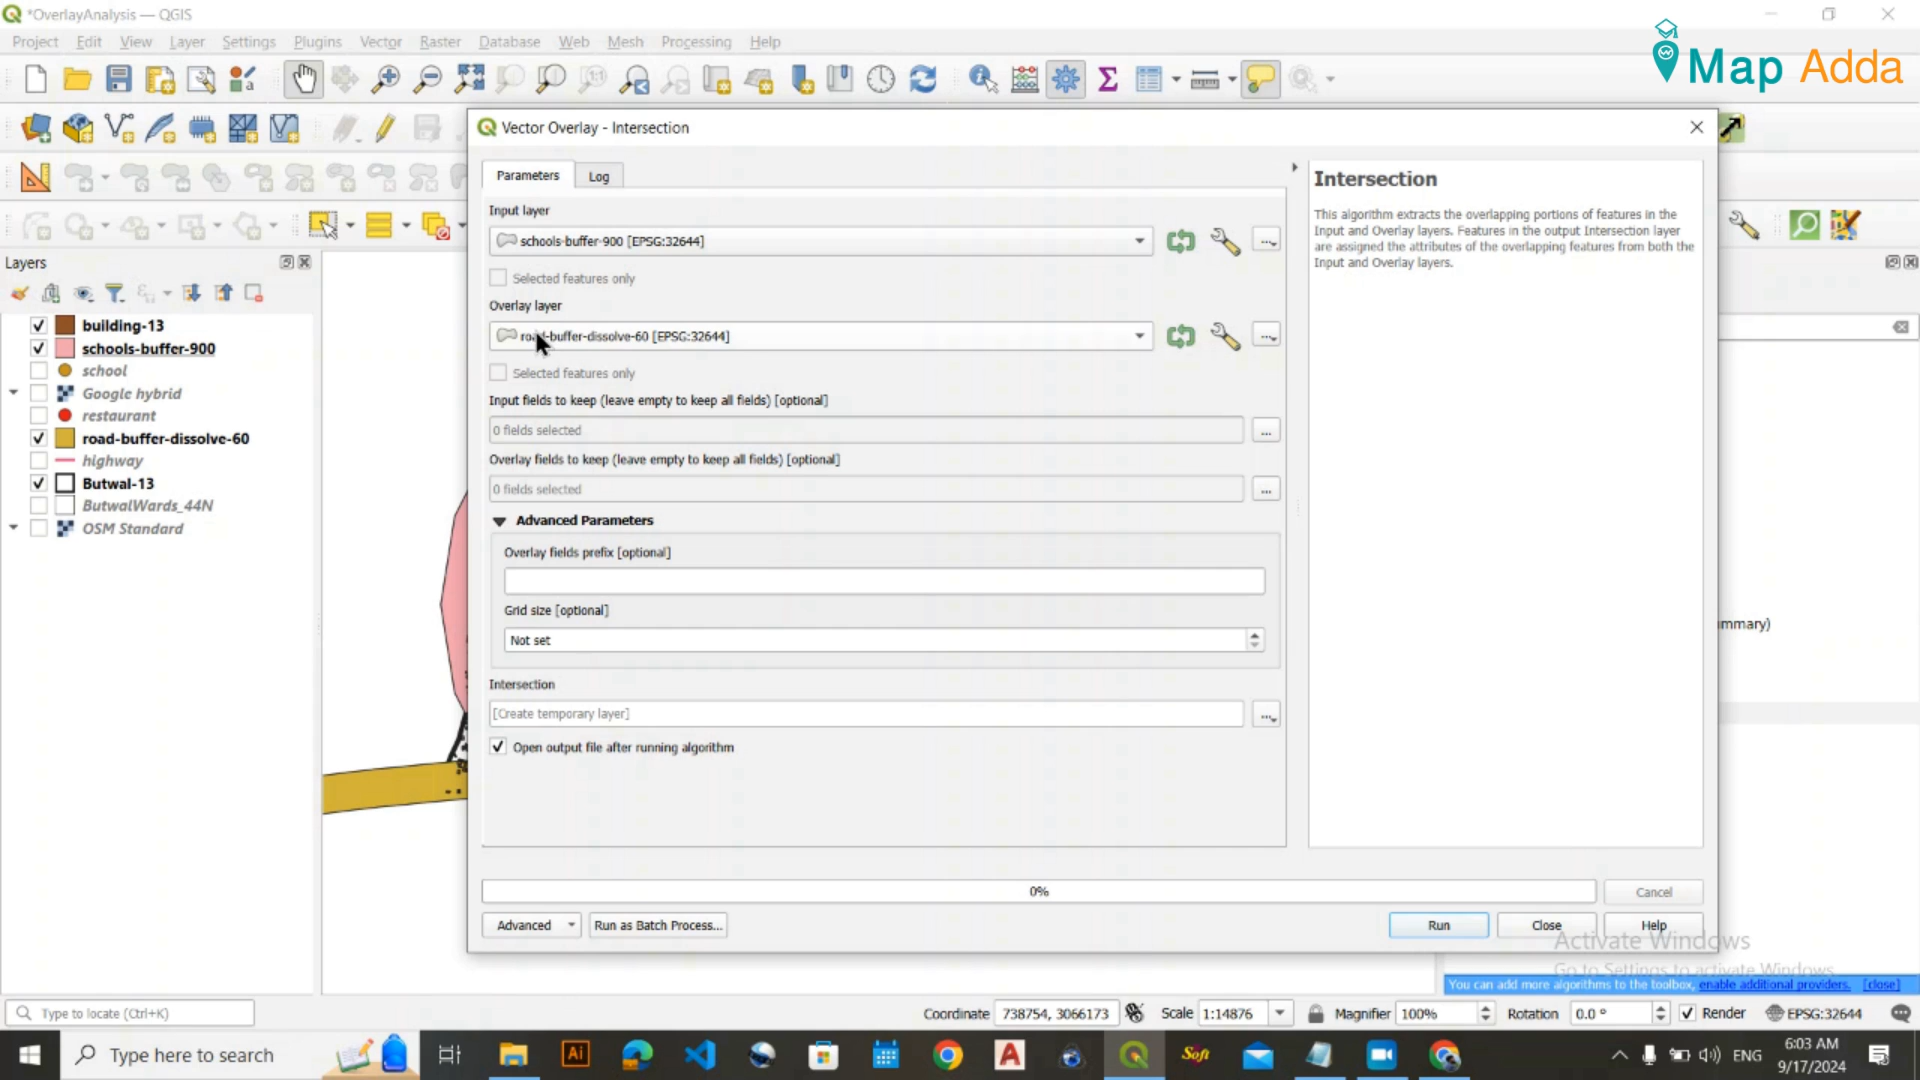 *OverlayAnalysis — QGIS
Map Adda
Project Edit View Layer Settings Plugins Vector Raster Database Web Mesh Processing Help
Vector Overlay - Intersection
Parameters Log
Input layer
schools-buffer-900 [EPSG:32644]
Selected features only
Overlay layer
road-buffer-dissolve-60 [EPSG:32644]
Selected features only
Input fields to keep (leave empty to keep all fields) [optional]
0 fields selected
Overlay fields to keep (leave empty to keep all fields) [optional]
0 fields selected
Advanced Parameters
Overlay fields prefix [optional]
Grid size [optional]
Not set
Intersection
[Create temporary layer]
Open output file after running algorithm
0%
Cancel
Advanced Run as Batch Process... Run Close Help
Intersection
This algorithm extracts the overlapping portions of features in the
Input and Overlay layers. Features in the output Intersection layer
are assigned the attributes of the overlapping features from both the
Input and Overlay layers.
Layers
building-13
schools-buffer-900
school
Google hybrid
restaurant
road-buffer-dissolve-60
highway
Butwal-13
ButwalWards_44N
OSM Standard
mmary)
Activate Windows
Go to Settings to activate Windows.
You can add more algorithms to the toolbox, enable additional providers. [close]
Type to locate (Ctrl+K)
Coordinate 738754, 3066173 Scale 1:14876 Magnifier 100% Rotation 0.0 ° Render EPSG:32644
Type here to search
Ai
A
Soft
ENG
6:03 AM
9/17/2024